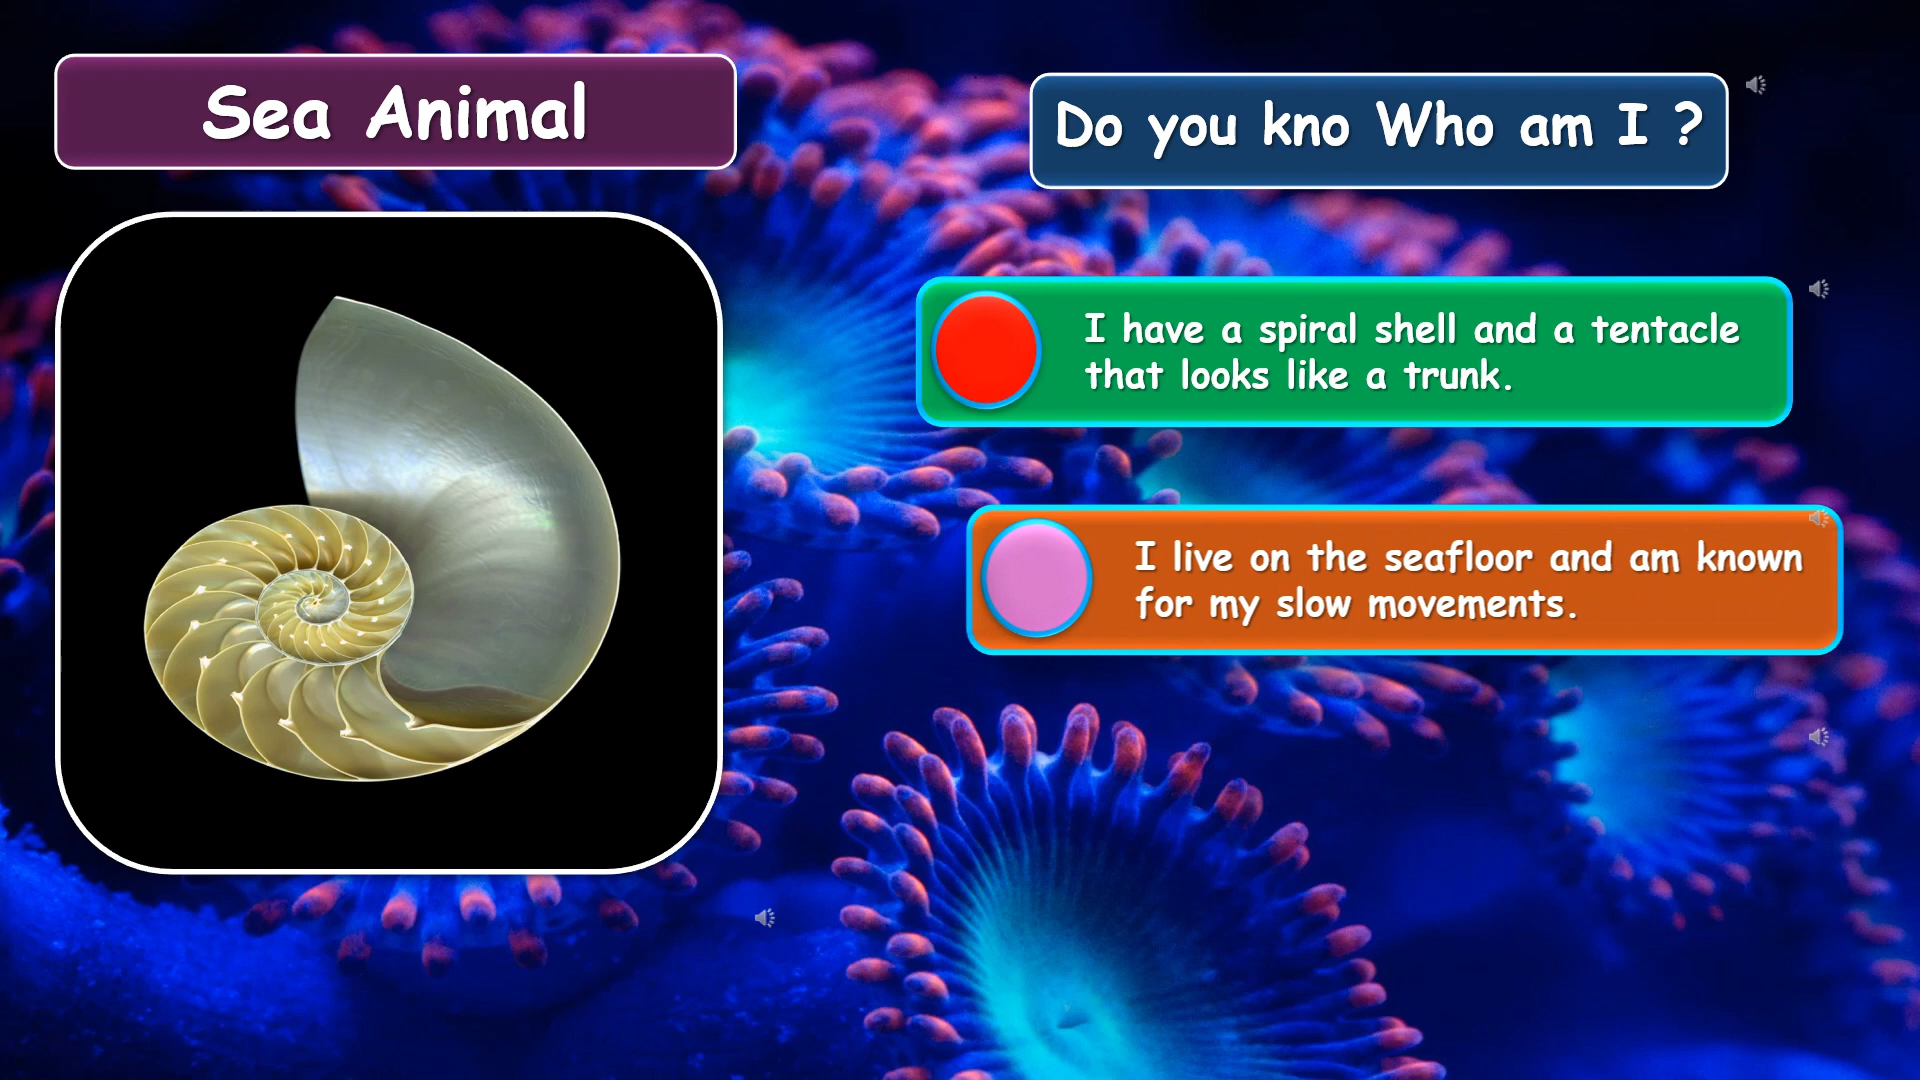 Sea Animal
Do you kno Who am I ?
I have a spiral shell and a tentacle
that looks like a trunk.
I live on the seafloor and am known
for my slow movements.